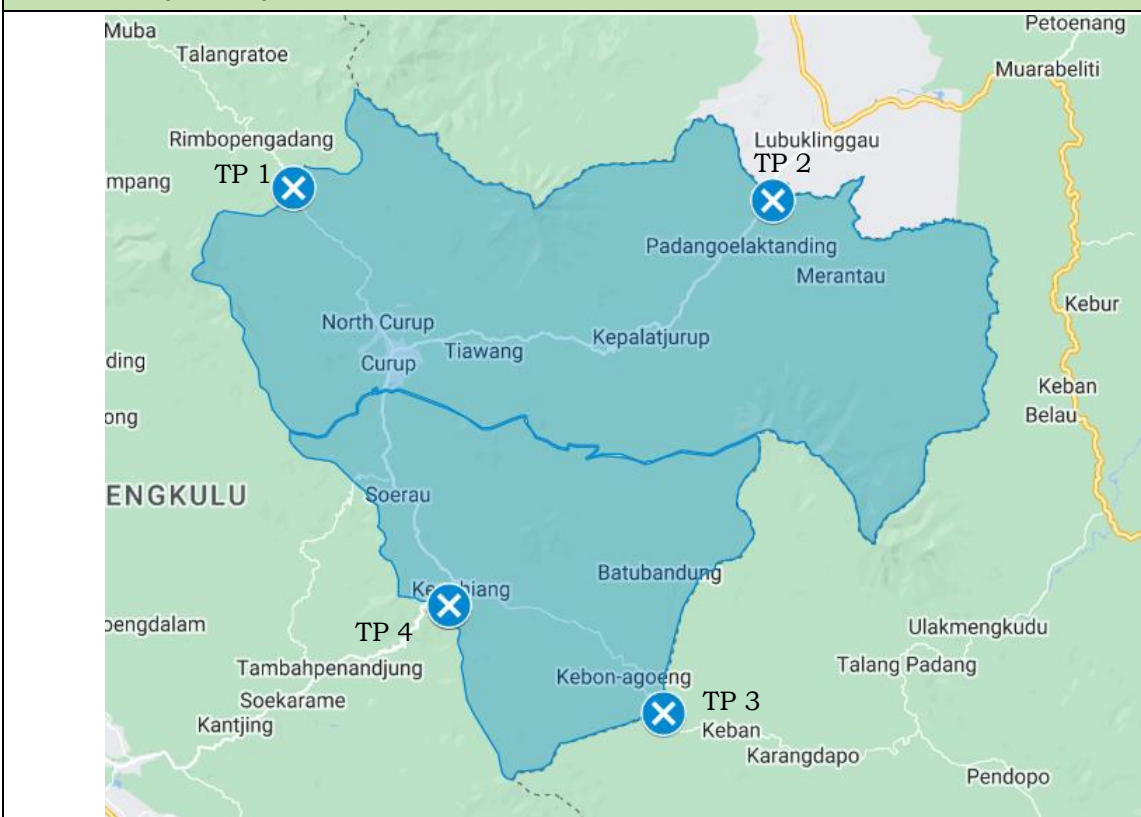 Muba
Petoenang
Talangratoe
Muarabeliti
Rimbopengadang
Lubuklinggau
TP 1
TP 2
mpang
Padangoelaktanding
Merantau
North Curup
Kepalatjurup
Kebur
Tiawang
Curup
ding
Keban
Belau
ong
ENGKULU
Soerau
Batubandung
TP 4
Ulakmengkudu
Talang Padang
Tambahpenandjung
Kebon-agoeng
Soekarame
TP 3
Kantjing
Keban
Karangdapo
Pendopo